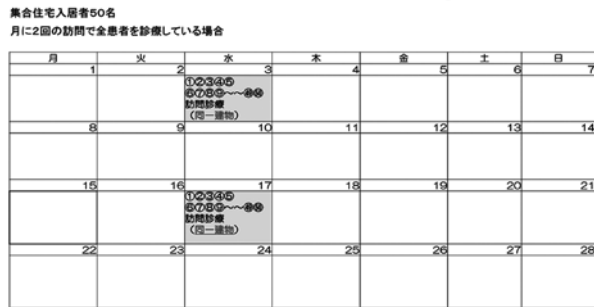 集合住宅入居者50名
月に2回の訪問で全患者を診療している場合
月 火 水 木 金 土 日
1 2 3 4 5 6 7
①②③④⑤
⑥⑦⑧⑨~~㊾㊿
訪問診療
(同一建物)
8 9 10 11 12 13 14
15 16 17 18 19 20 21
①②③④⑤
⑥⑦⑧⑨~~㊾㊿
訪問診療
(同一建物)
22 23 24 25 26 27 28